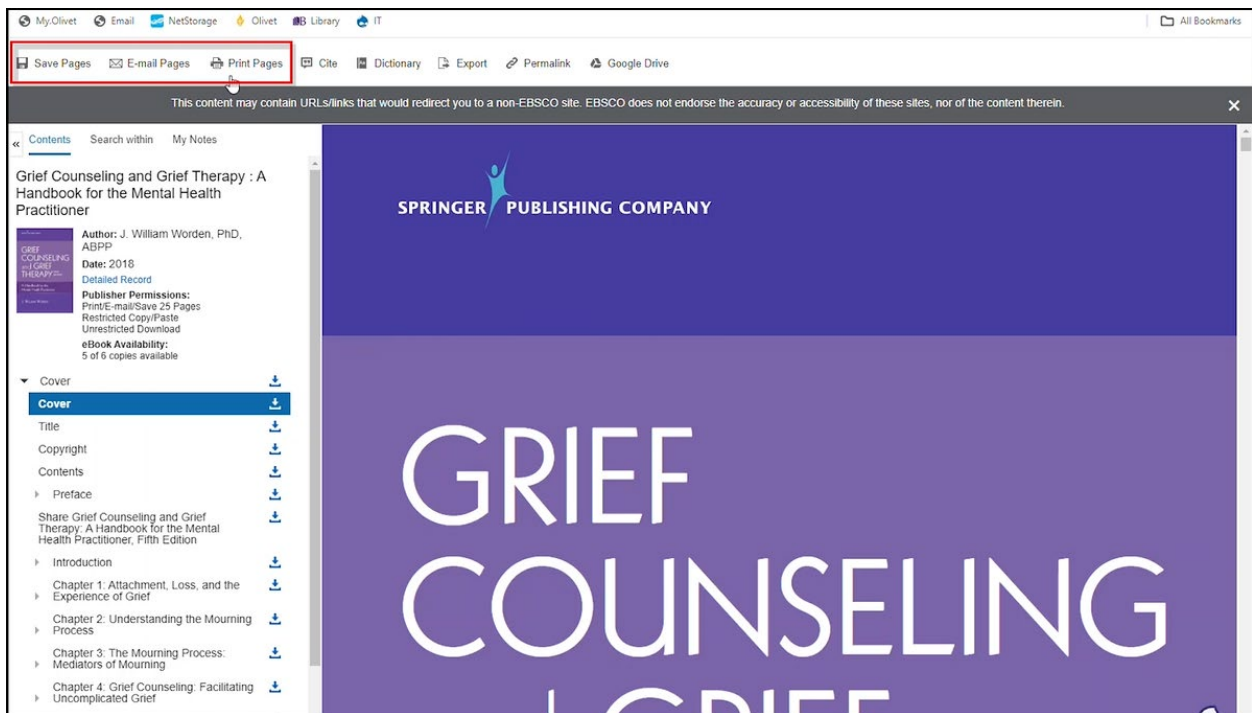 My.Olivet Email NetStorage Olivet Library IT All Bookmarks
Save Pages E-mail Pages Print Pages Cite Dictionary Export Permalink Google Drive
This content may contain URLs/links that would redirect you to a non-EBSCO site. EBSCO does not endorse the accuracy or accessibility of these sites, nor of the content therein.
Contents Search within My Notes
Grief Counseling and Grief Therapy : A
Handbook for the Mental Health
Practitioner
GRIEF
COUNSELING
and GRIEF
THERAPY
Author: J. William Worden, PhD,
ABPP
Date: 2018
Detailed Record
Publisher Permissions:
Print/E-mail/Save 25 Pages
Restricted Copy/Paste
Unrestricted Download
eBook Availability:
5 of 6 copies available
Cover
Cover
Title
Copyright
Contents
Preface
Share Grief Counseling and Grief
Therapy: A Handbook for the Mental
Health Practitioner, Fifth Edition
Introduction
Chapter 1: Attachment, Loss, and the
Experience of Grief
Chapter 2: Understanding the Mourning
Process
Chapter 3: The Mourning Process:
Mediators of Mourning
Chapter 4: Grief Counseling: Facilitating
Uncomplicated Grief
SPRINGER PUBLISHING COMPANY
GRIEF
COUNSELING
GRIEF